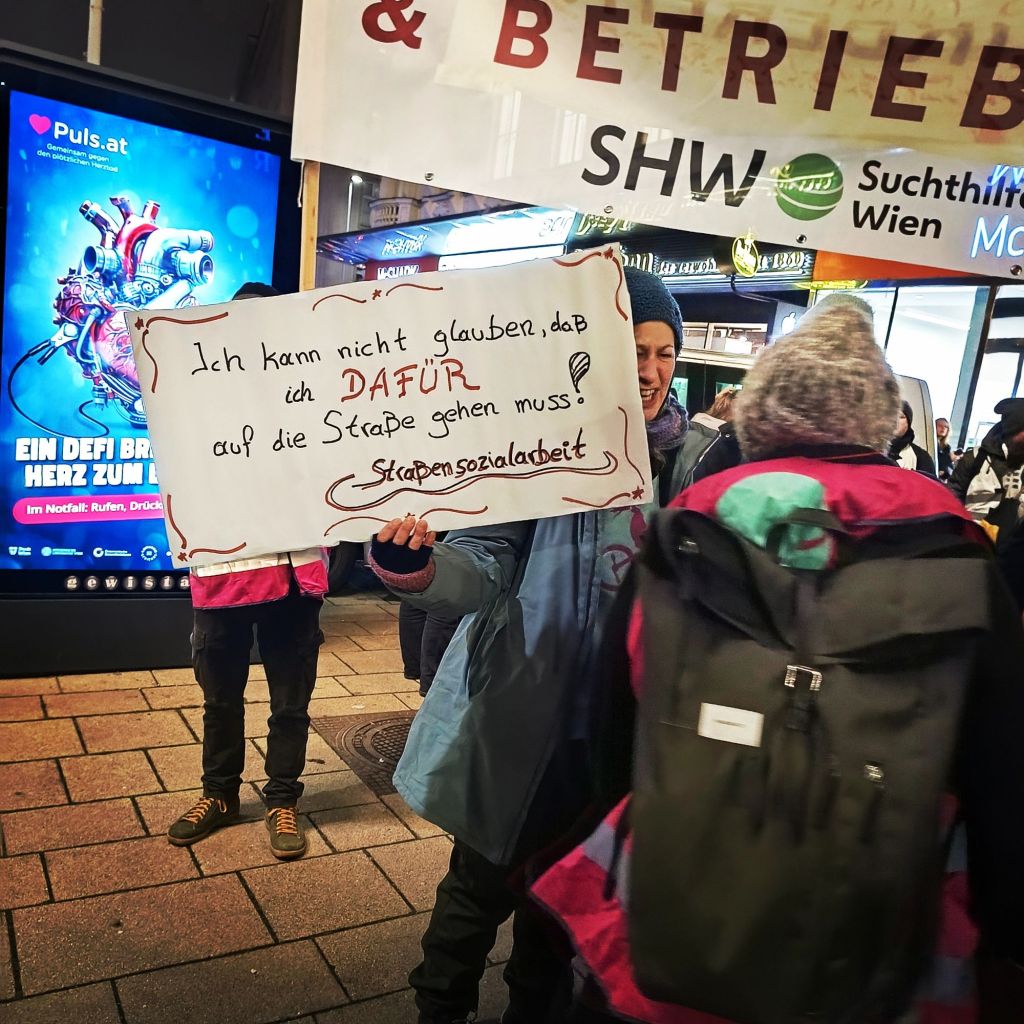 & BETRIEB
SHW
Suchthilfe
Wien
Puls.at
Gemeinsam gegen
den plötzlichen Herztod
Ich kann nicht glauben, daß
ich DAFÜR
auf die Straße gehen muss!
Straßensozialarbeit
EIN DEFI BR
HERZ ZUM
Im Notfall: Rufen, Drück
gewista